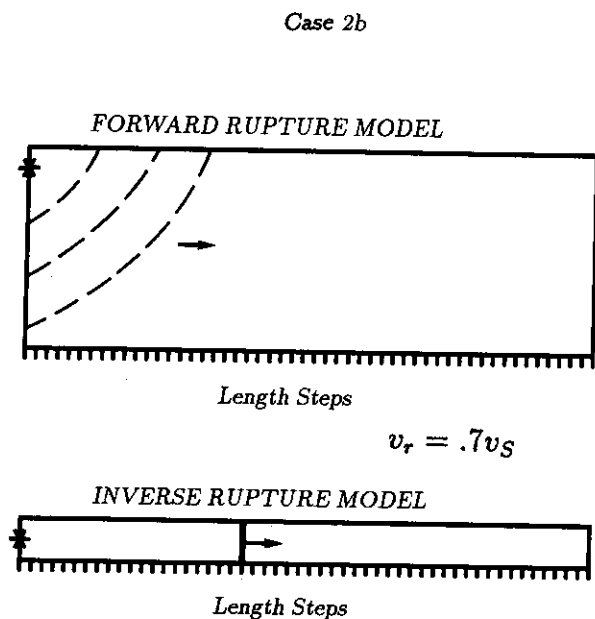 Case 2b
FORWARD RUPTURE MODEL
Length Steps
v_r = .7v_S
INVERSE RUPTURE MODEL
Length Steps